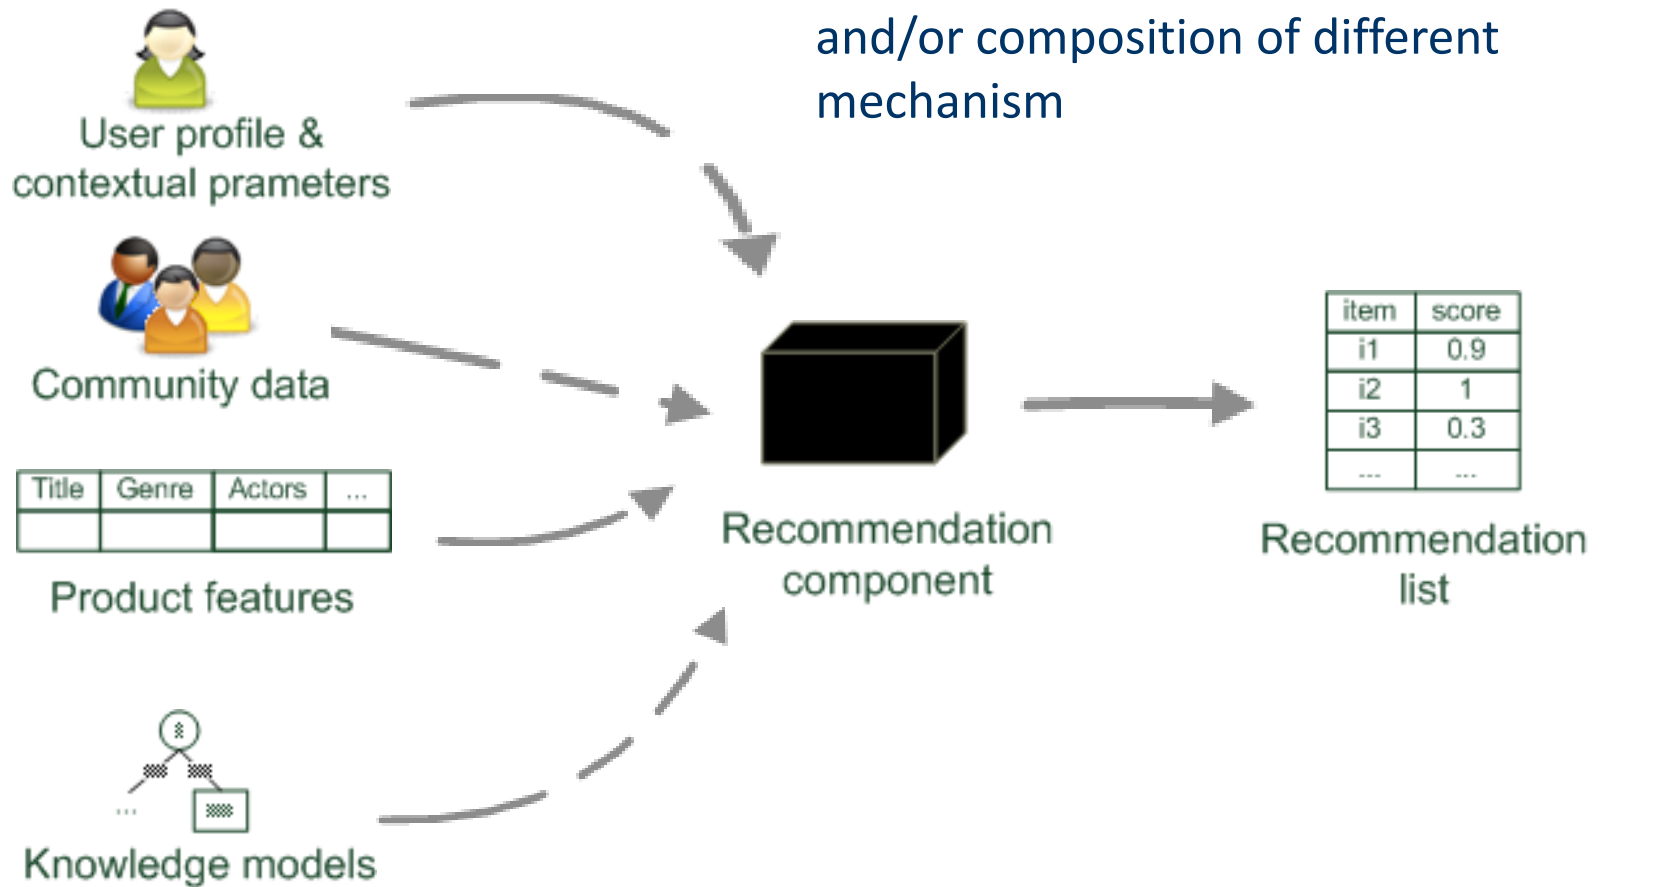 and/or composition of different
mechanism
User profile &
contextual prameters
Community data
Title Genre Actors ...
Product features
Knowledge models
...
Recommendation
component
item score
i1 0.9
i2 1
i3 0.3
... ...
Recommendation
list